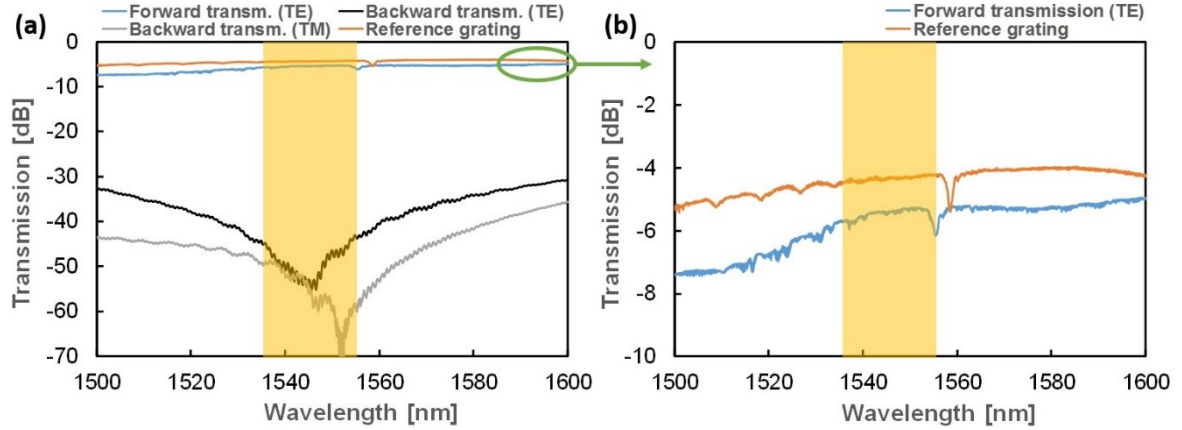 (a)
Forward transm. (TE) Backward transm. (TE)
Backward transm. (TM) Reference grating
0
-10
-20
-30
-40
-50
-60
-70
Transmission [dB]
1500 1520 1540 1560 1580 1600
Wavelength [nm]
(b)
Forward transmission (TE)
Reference grating
0
-2
-4
-6
-8
-10
Transmission [dB]
1500 1520 1540 1560 1580 1600
Wavelength [nm]